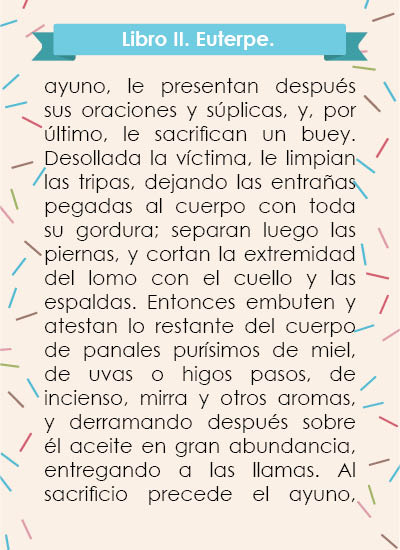 Libro II. Euterpe.
ayuno, le presentan después
sus oraciones y súplicas, y, por
último, le sacrifican un buey.
Desollada la víctima, le limpian
las tripas, dejando las entrañas
pegadas al cuerpo con toda
su gordura; separan luego las
piernas, y cortan la extremidad
del lomo con el cuello y las
espaldas. Entonces embuten y
atestan lo restante del cuerpo
de panales purísimos de miel,
de uvas o higos pasos, de
incienso, mirra y otros aromas,
y derramando después sobre
él aceite en gran abundancia,
entregando a las llamas. Al
sacrificio precede el ayuno,